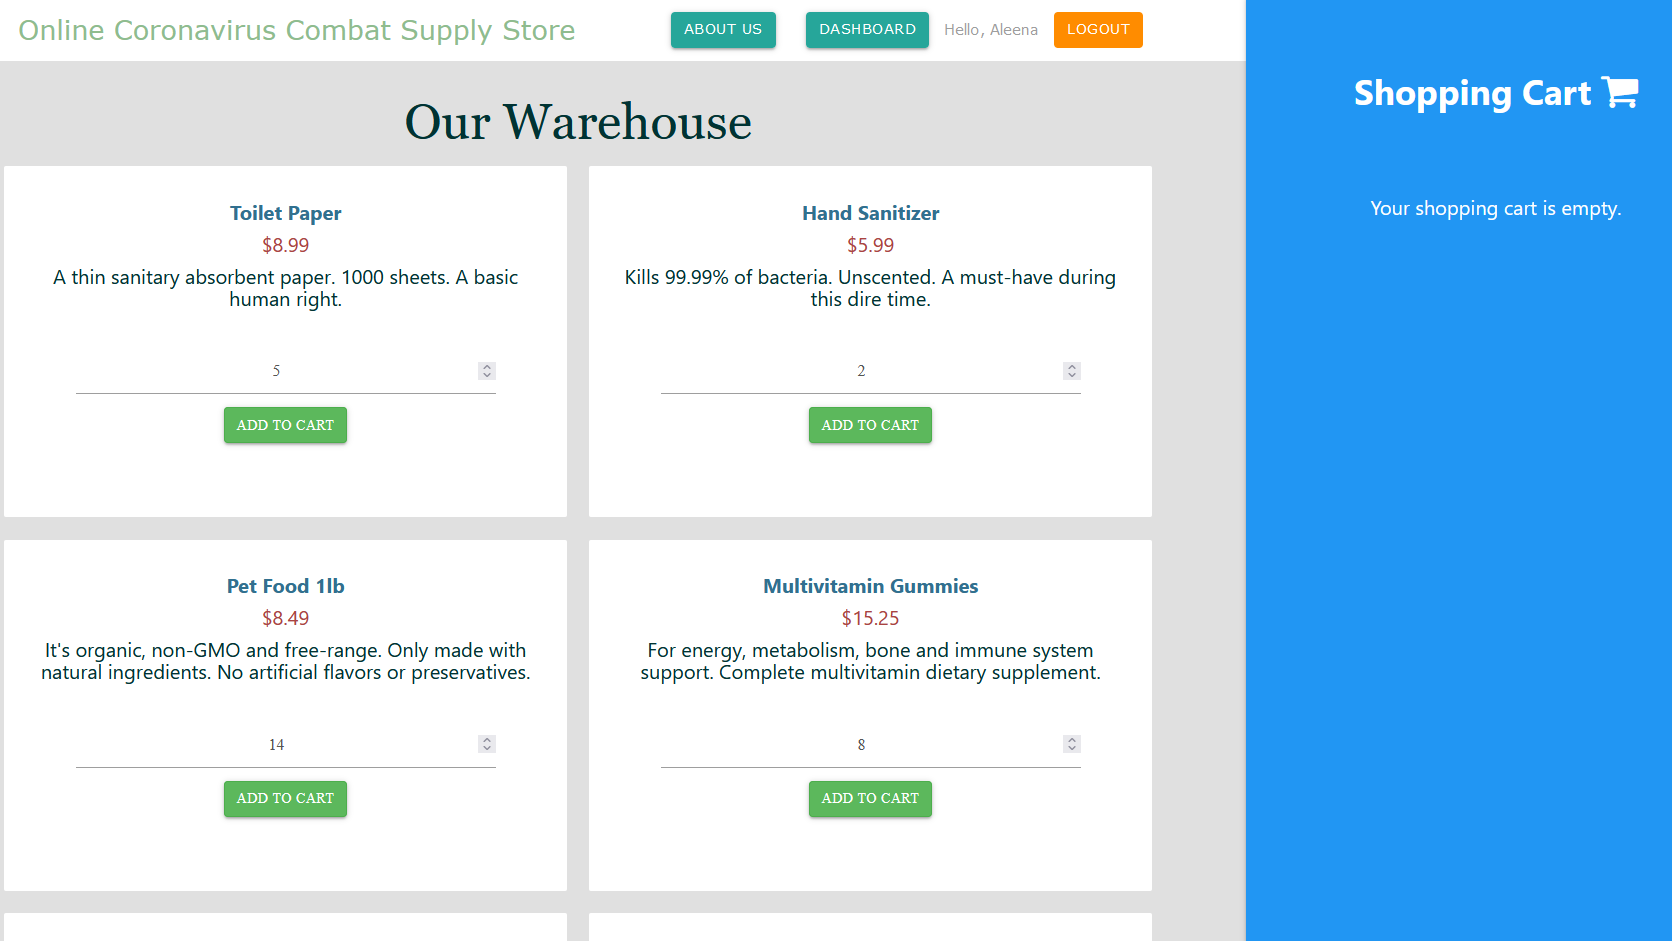 Online Coronavirus Combat Supply Store
ABOUT US
DASHBOARD
Hello, Aleena
LOGOUT
Shopping Cart
Your shopping cart is empty.
Our Warehouse
Toilet Paper
$8.99
A thin sanitary absorbent paper. 1000 sheets. A basic
human right.
5
ADD TO CART
Hand Sanitizer
$5.99
Kills 99.99% of bacteria. Unscented. A must-have during
this dire time.
2
ADD TO CART
Pet Food 1lb
$8.49
It's organic, non-GMO and free-range. Only made with
natural ingredients. No artificial flavors or preservatives.
14
ADD TO CART
Multivitamin Gummies
$15.25
For energy, metabolism, bone and immune system
support. Complete multivitamin dietary supplement.
8
ADD TO CART